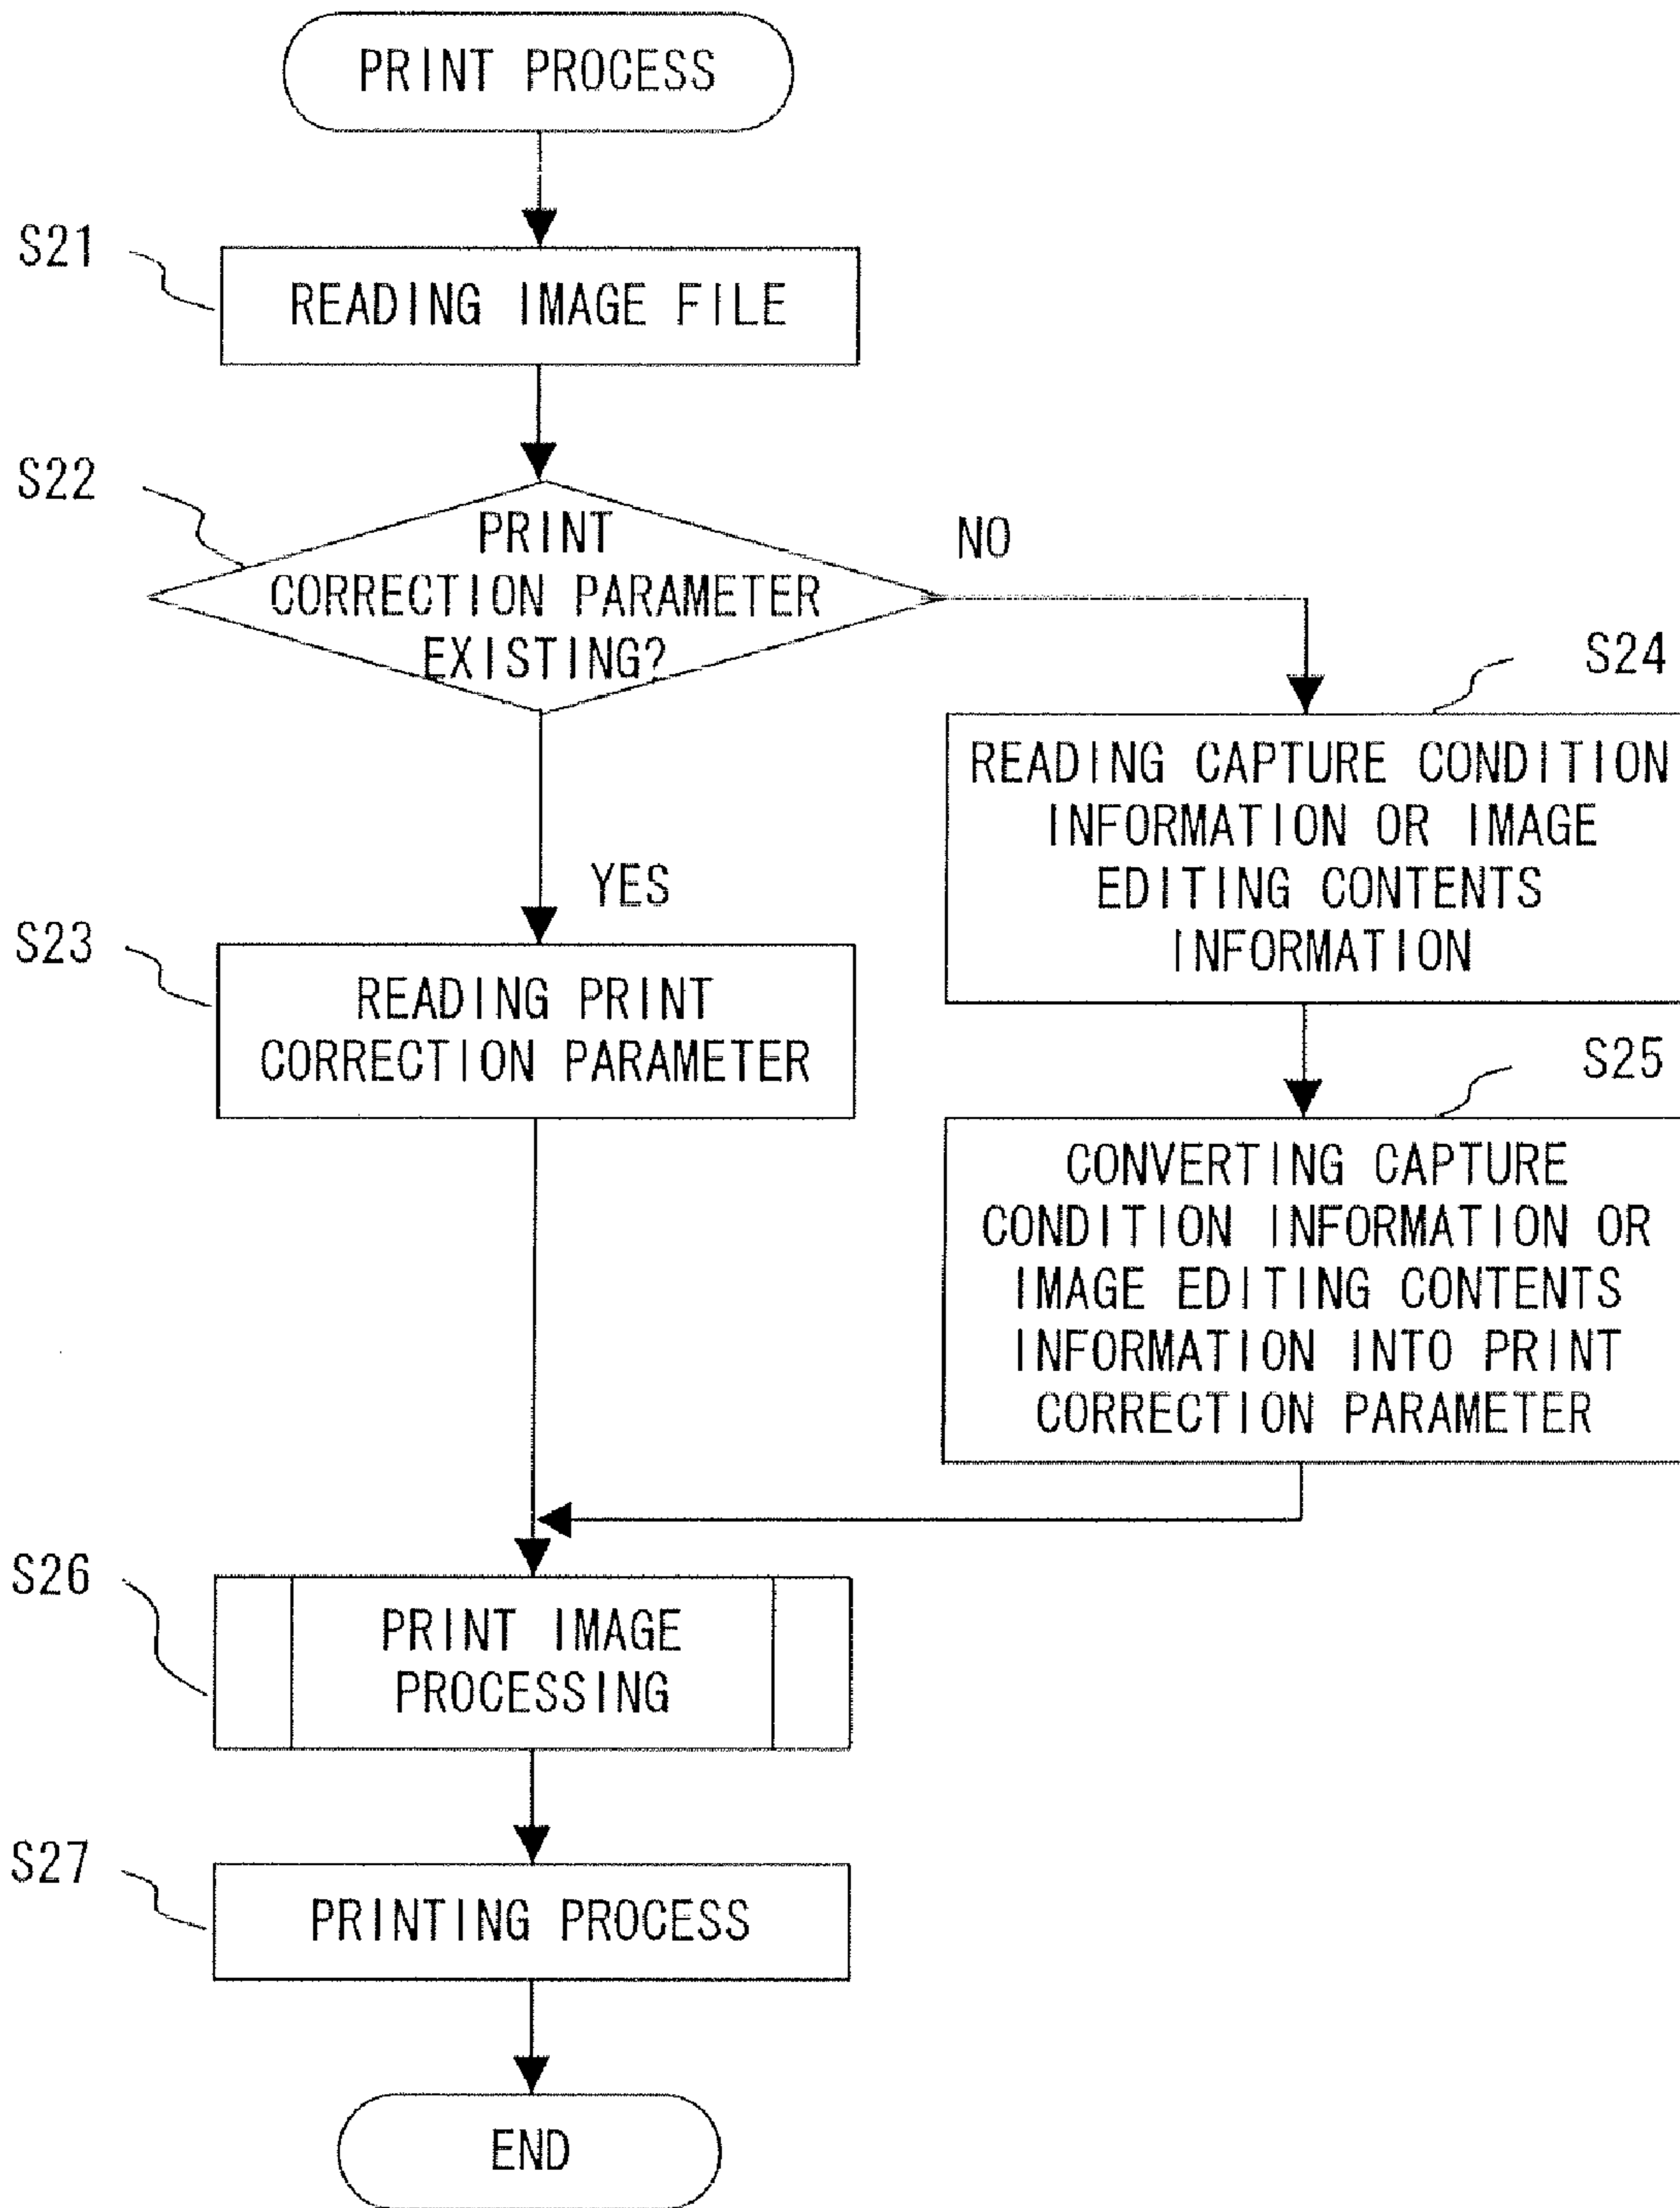 PRINT PROCESS
S21
READING IMAGE FILE
S22
PRINT
CORRECTION PARAMETER
EXISTING?
NO
YES
S23
READING PRINT
CORRECTION PARAMETER
S24
READING CAPTURE CONDITION
INFORMATION OR IMAGE
EDITING CONTENTS
INFORMATION
S25
CONVERTING CAPTURE
CONDITION INFORMATION OR
IMAGE EDITING CONTENTS
INFORMATION INTO PRINT
CORRECTION PARAMETER
S26
PRINT IMAGE
PROCESSING
S27
PRINTING PROCESS
END